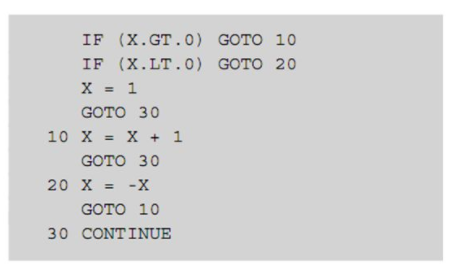 IF (X.GT.0) GOTO 10
IF (X.LT.0) GOTO 20
X = 1
GOTO 30
10 X = X + 1
GOTO 30
20 X = -X
GOTO 10
30 CONTINUE